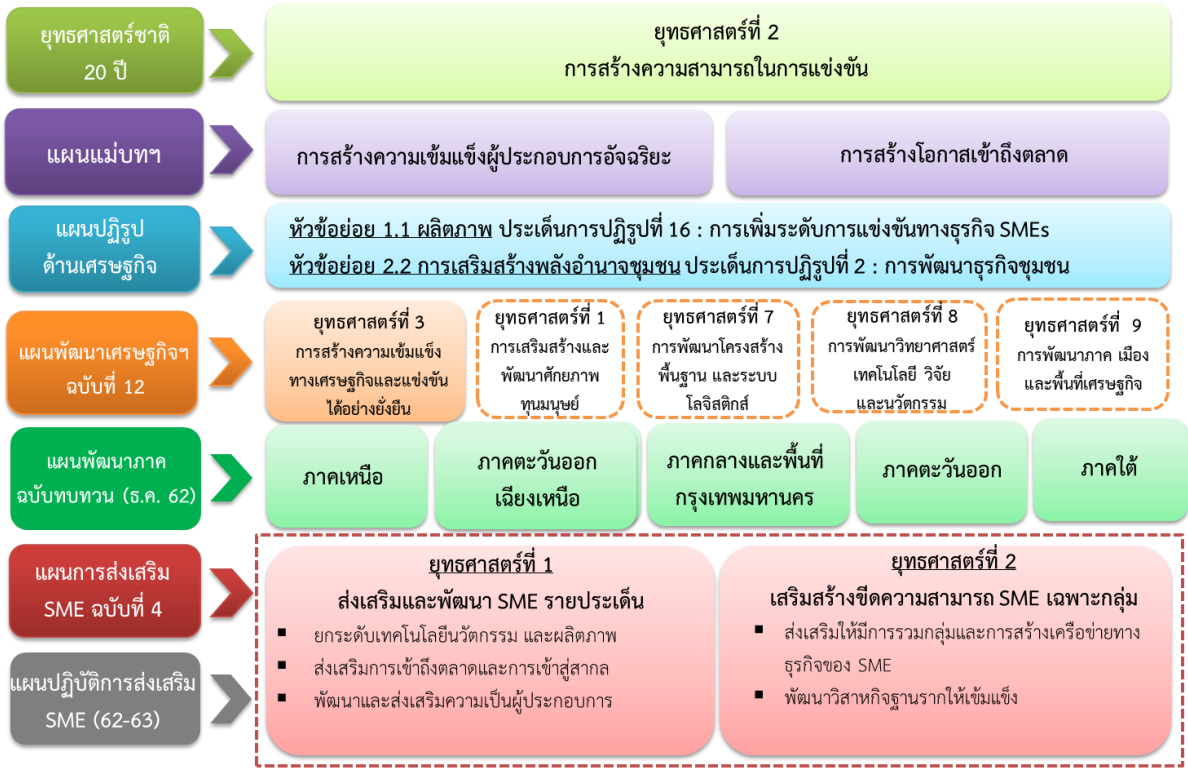 ยุทธศาสตร์ชาติ
20 ปี
ยุทธศาสตร์ที่ 2
การสร้างความสามารถในการแข่งขัน
แผนแม่บทฯ
การสร้างความเข้มแข็งผู้ประกอบการอัจฉริยะ
การสร้างโอกาสเข้าถึงตลาด
แผนปฏิรูป
ด้านเศรษฐกิจ
หัวข้อย่อย 1.1 ผลิตภาพ ประเด็นการปฏิรูปที่ 16 : การเพิ่มระดับการแข่งขันทางธุรกิจ SMEs
หัวข้อย่อย 2.2 การเสริมสร้างพลังอำนาจชุมชน ประเด็นการปฏิรูปที่ 2 : การพัฒนาธุรกิจชุมชน
แผนพัฒนาเศรษฐกิจฯ
ฉบับที่ 12
ยุทธศาสตร์ที่ 3
การสร้างความเข้มแข็ง
ทางเศรษฐกิจและแข่งขัน
ได้อย่างยั่งยืน
ยุทธศาสตร์ที่ 1
การเสริมสร้างและ
พัฒนาศักยภาพ
ทุนมนุษย์
ยุทธศาสตร์ที่ 7
การพัฒนาโครงสร้าง
พื้นฐาน และระบบ
โลจิสติกส์
ยุทธศาสตร์ที่ 8
การพัฒนาวิทยาศาสตร์
เทคโนโลยี วิจัย
และนวัตกรรม
ยุทธศาสตร์ที่ 9
การพัฒนาภาค เมือง
และพื้นที่เศรษฐกิจ
แผนพัฒนาภาค
ฉบับทบทวน (ธ.ค. 62)
ภาคเหนือ
ภาคตะวันออก
เฉียงเหนือ
ภาคกลางและพื้นที่
กรุงเทพมหานคร
ภาคตะวันออก
ภาคใต้
แผนการส่งเสริม
SME ฉบับที่ 4
แผนปฏิบัติการส่งเสริม
SME (62-63)
ยุทธศาสตร์ที่ 1
ส่งเสริมและพัฒนา SME รายประเด็น
▪ ยกระดับเทคโนโลยีนวัตกรรม และผลิตภาพ
▪ ส่งเสริมการเข้าถึงตลาดและการเข้าสู่สากล
▪ พัฒนาและส่งเสริมความเป็นผู้ประกอบการ
ยุทธศาสตร์ที่ 2
เสริมสร้างขีดความสามารถ SME เฉพาะกลุ่ม
▪ ส่งเสริมให้มีการรวมกลุ่มและการสร้างเครือข่ายทาง
ธุรกิจของ SME
▪ พัฒนาวิสาหกิจฐานรากให้เข้มแข็ง